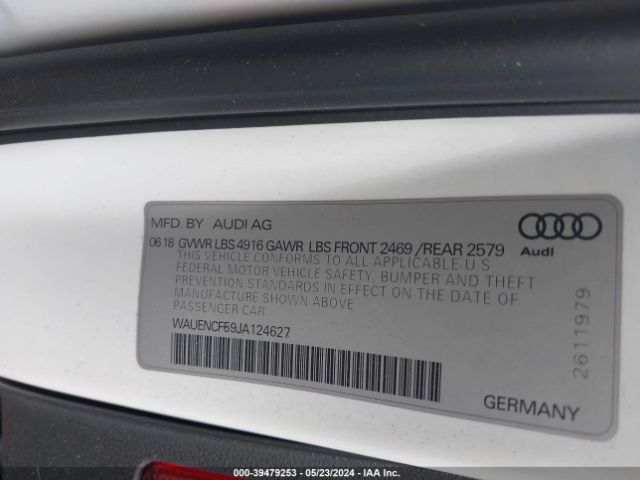 MFD. BY AUDI AG
06 18 GVWR LBS 4916 GAWR LBS FRONT 2469 /REAR 2579
THIS VEHICLE CONFORMS TO ALL APPLICABLE U.S
FEDERAL MOTOR VEHICLE SAFETY, BUMPER AND THEFT
PREVENTION STANDARDS IN EFFECT ON THE DATE OF
MANUFACTURE SHOWN ABOVE.
PASSENGER CAR
WAUENCF59JA124627
Audi
2611979
GERMANY
000-39479253 - 05/23/2024 - IAA Inc.